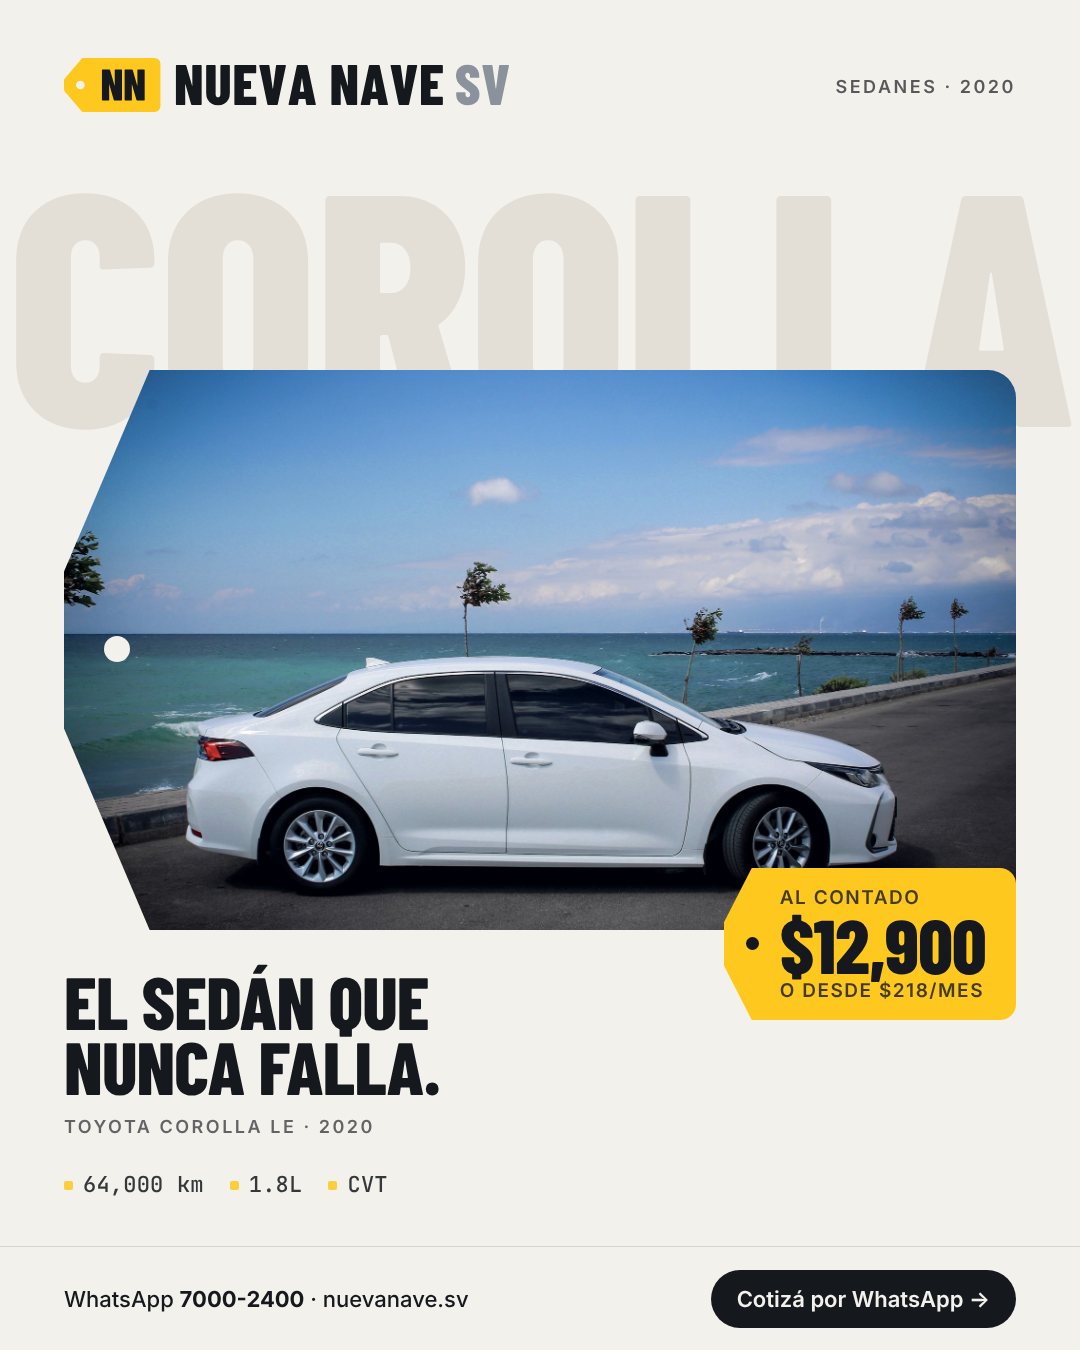 NN NUEVA NAVE SV
SEDANES · 2020
COROLLA
AL CONTADO
$12,900
O DESDE $218/MES
EL SEDÁN QUE
NUNCA FALLA.
TOYOTA COROLLA LE · 2020
64,000 km 1.8L CVT
WhatsApp 7000-2400 · nuevanave.sv
Cotizá por WhatsApp →